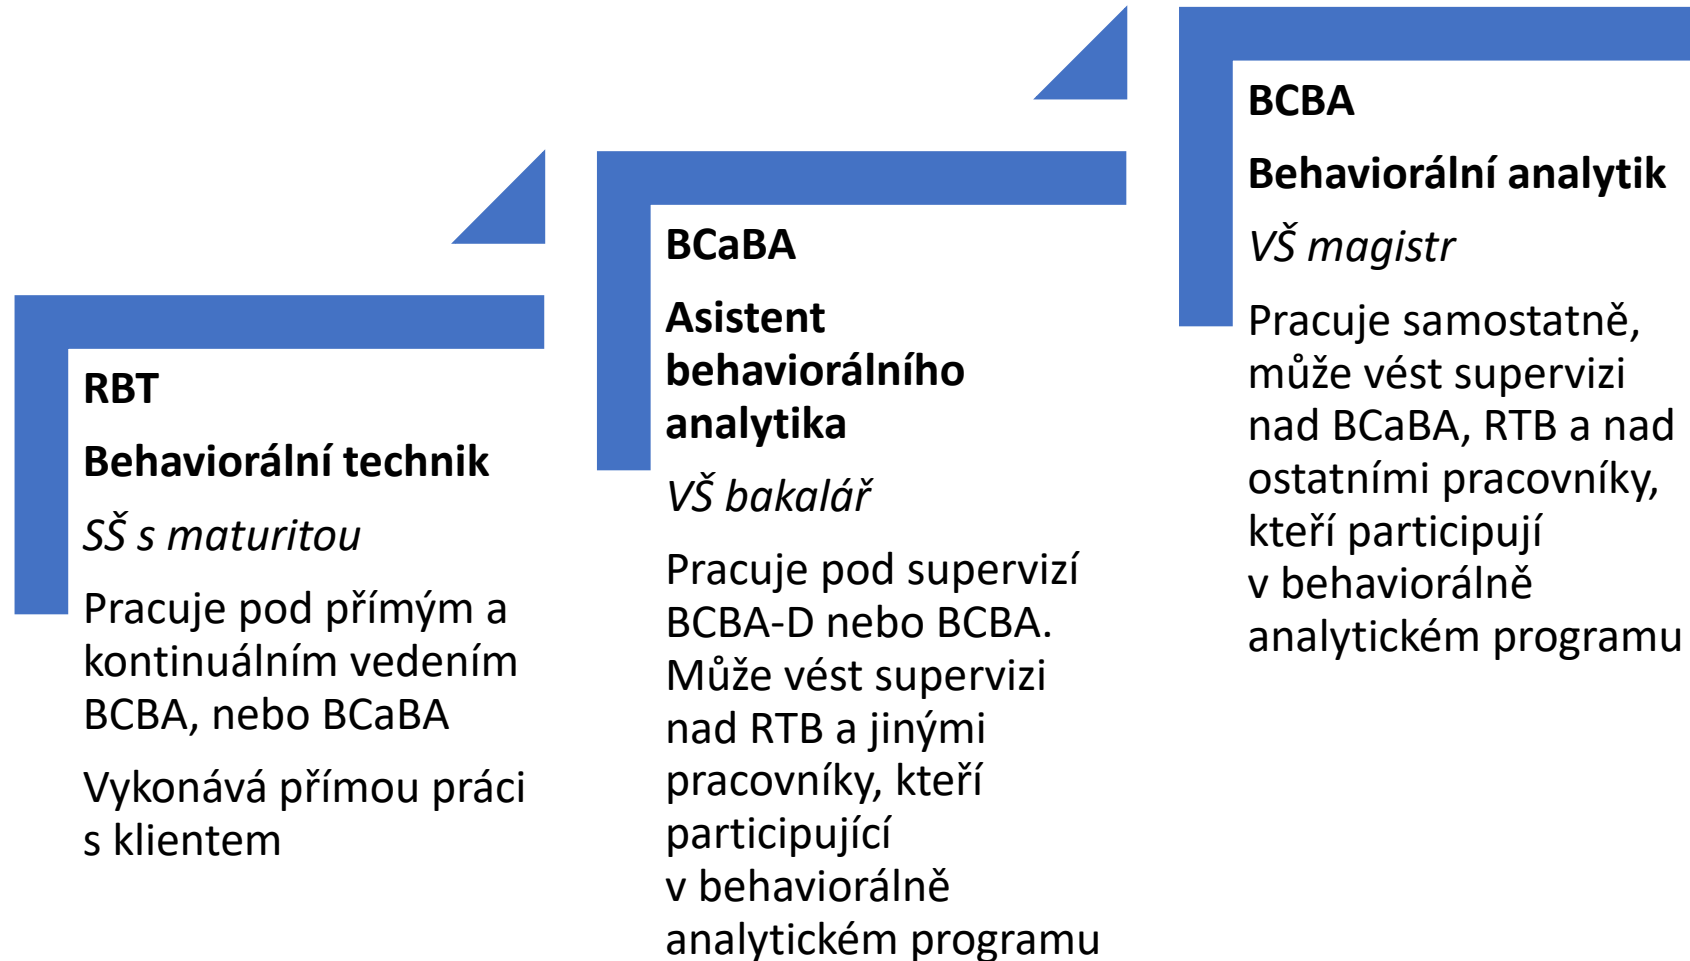 RBT
Behaviorální technik
SŠ s maturitou
Pracuje pod přímým a
kontinuálním vedením
BCBA, nebo BCaBA
Vykonává přímou práci
s klientem
BCaBA
Asistent
behaviorálního
analytika
VŠ bakalář
Pracuje pod supervizí
BCBA-D nebo BCBA.
Může vést supervizi
nad RTB a jinými
pracovníky, kteří
participující
v behaviorálně
analytickém programu
BCBA
Behaviorální analytik
VŠ magistr
Pracuje samostatně,
může vést supervizi
nad BCaBA, RTB a nad
ostatními pracovníky,
kteří participují
v behaviorálně
analytickém programu